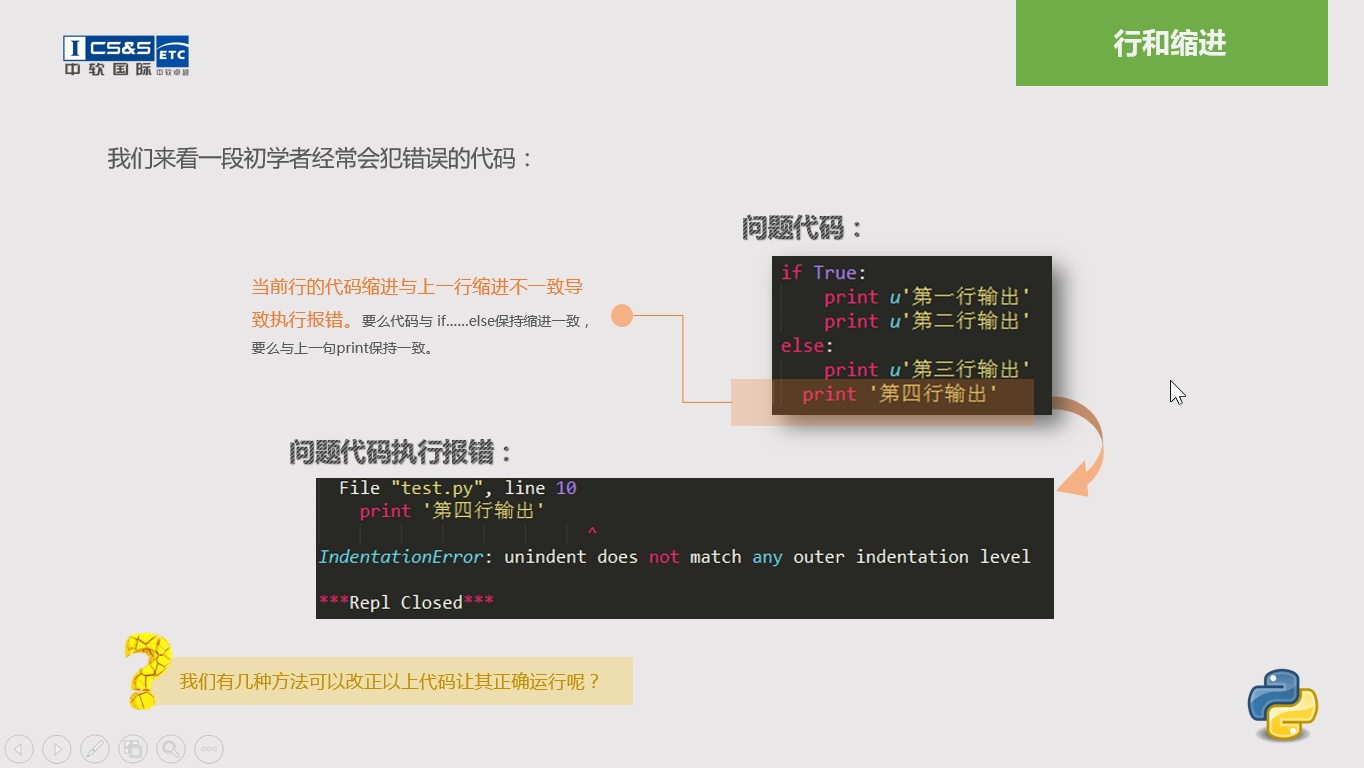 CS&S ETC
中软国际 中软卓越
行和缩进
我们来看一段初学者经常会犯错误的代码：
问题代码：
if True:
print u'第一行输出'
print u'第二行输出'
else:
print u'第三行输出'
print '第四行输出'
当前行的代码缩进与上一行缩进不一致导
致执行报错。要么代码与 if......else保持缩进一致，
要么与上一句print保持一致。
问题代码执行报错：
File "test.py", line 10
print '第四行输出'
^
IndentationError: unindent does not match any outer indentation level
***Repl Closed***
我们有几种方法可以改正以上代码让其正确运行呢？